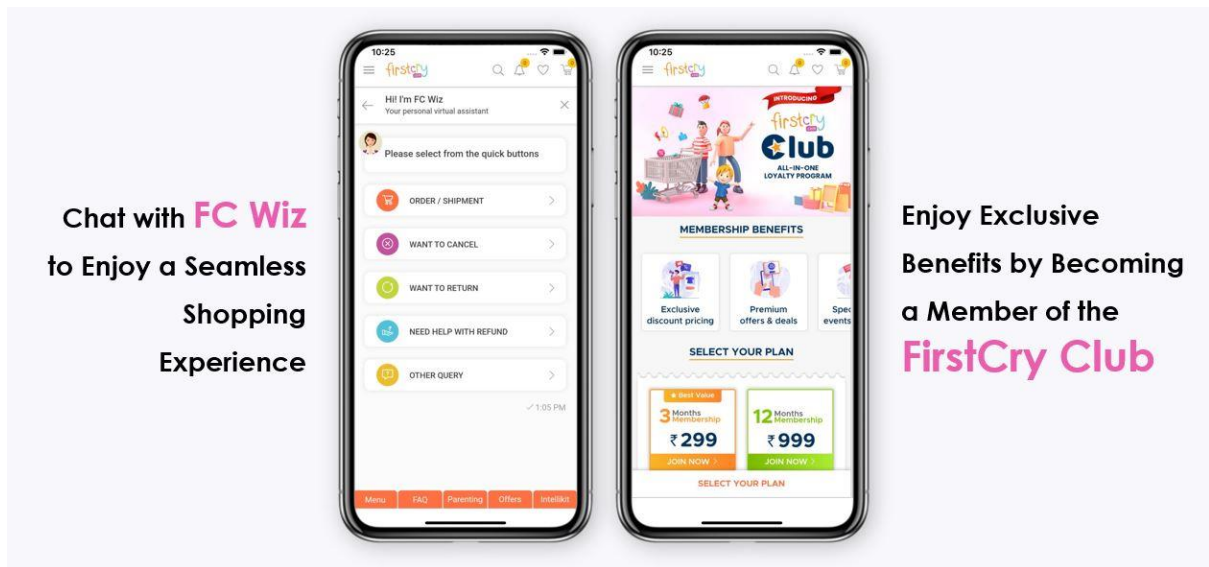 Chat with FC Wiz
to Enjoy a Seamless
Shopping
Experience
10:25
firstcry
Hi! I'm FC Wiz
Your personal virtual assistant
Please select from the quick buttons
ORDER / SHIPMENT
WANT TO CANCEL
WANT TO RETURN
NEED HELP WITH REFUND
OTHER QUERY
1:05 PM
Menu FAQ Parenting Offers Intellikit
10:25
firstcry
INTRODUCING
firstcry
Club
ALL-IN-ONE
LOYALTY PROGRAM
MEMBERSHIP BENEFITS
Exclusive
discount pricing
Premium
offers & deals
Spec
events
SELECT YOUR PLAN
Best Value
3 Months
Membership
₹ 299
JOIN NOW
12 Months
Membership
₹ 999
JOIN NOW
SELECT YOUR PLAN
Enjoy Exclusive
Benefits by Becoming
a Member of the
FirstCry Club